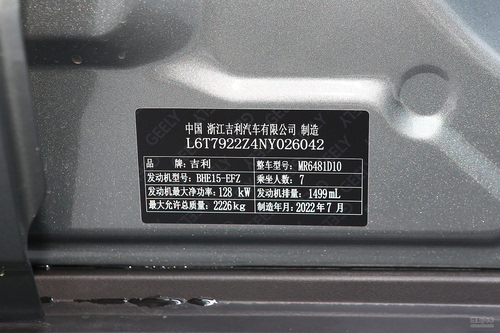 中国 浙江吉利汽车有限公司 制造
L6T7922Z4NY026042
品 牌:吉利 整车型号:MR6481D10
发动机型号:BHE15-EFZ 乘坐人数:7
发动机最大净功率:128 kW 发动机排量:1499mL
最大允许总质量:2226kg 制造年月:2022年7月